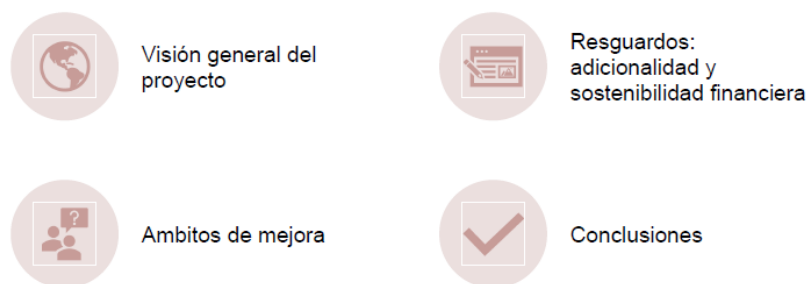 Visión general del
proyecto
Resguardos:
adicionalidad y
sostenibilidad financiera
Ambitos de mejora
Conclusiones